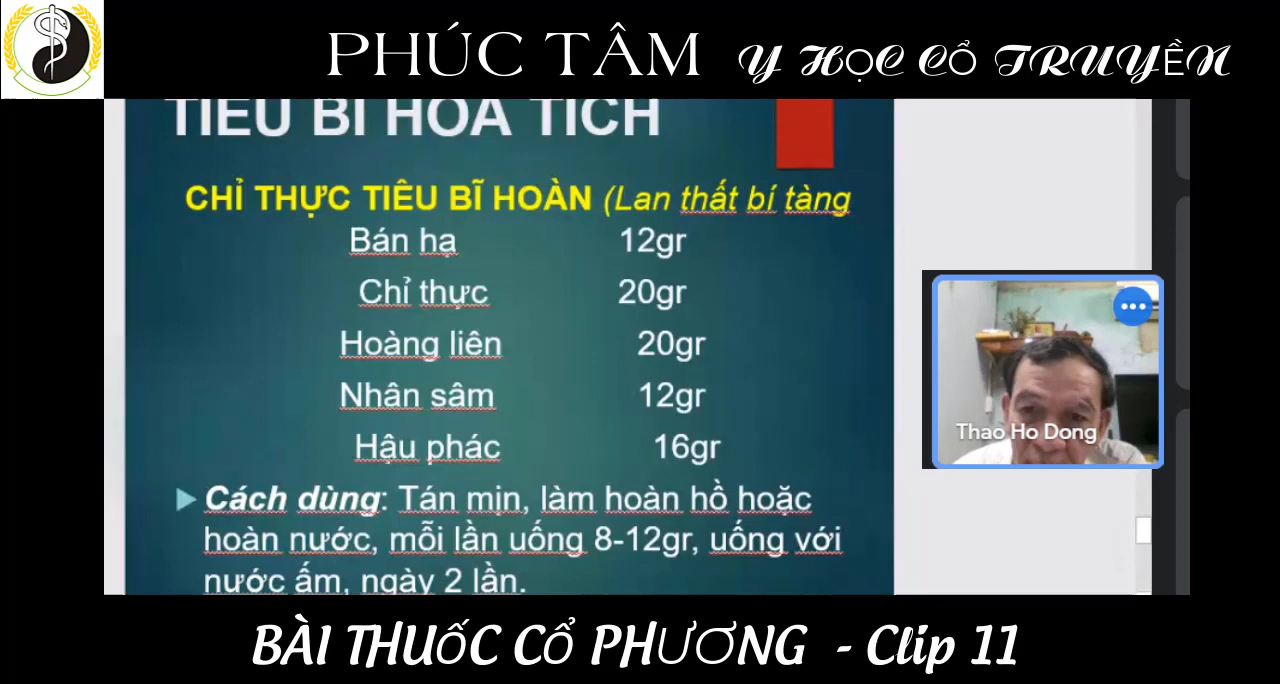 PHÚC TÂM Y HỌC CỔ TRUYỀN
TIÊU BĨ HÓA TÍCH
CHỈ THỰC TIÊU BĨ HOÀN (Lan thất bí tàng
Bán hạ 12gr
Chỉ thực 20gr
Hoàng liên 20gr
Nhân sâm 12gr
Hậu phác 16gr
Cách dùng: Tán mịn, làm hoàn hồ hoặc
hoàn nước, mỗi lần uống 8-12gr, uống với
nước ấm, ngày 2 lần.
Thao Ho Dong
BÀI THUỐC CỔ PHƯƠNG - Clip 11